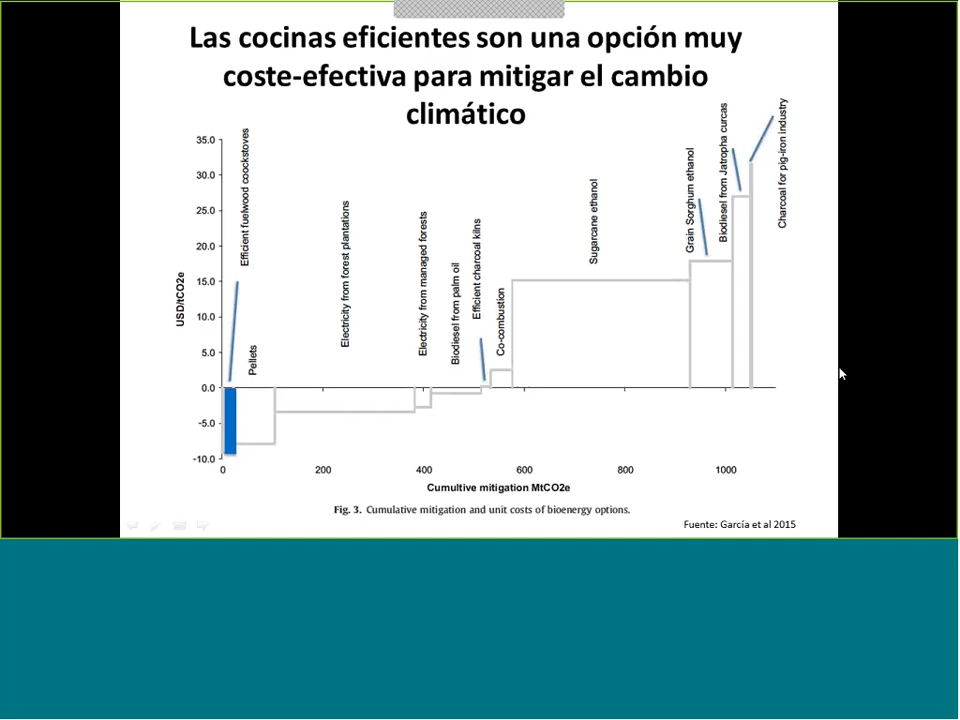 Las cocinas eficientes son una opción muy
coste-efectiva para mitigar el cambio
climático
35.0
30.0
25.0
20.0
15.0
10.0
5.0
0.0
-5.0
-10.0
USD/tCO2e
Efficient fuelwood coockstoves
Pellets
Electricity from forest plantations
Electricity from managed forests
Biodiesel from palm oil
Efficient charcoal kilns
Co-combustion
Sugarcane ethanol
Grain Sorghum ethanol
Biodiesel from Jatropha curcas
Charcoal for pig-iron industry
0 200 400 600 800 1000
Cumultive mitigation MtCO2e
Fig. 3. Cumulative mitigation and unit costs of bioenergy options.
Fuente: García et al 2015